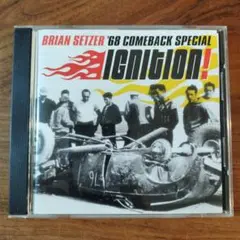 BRIAN SETZER '68 COMEBACK SPECIAL
IGNITION!